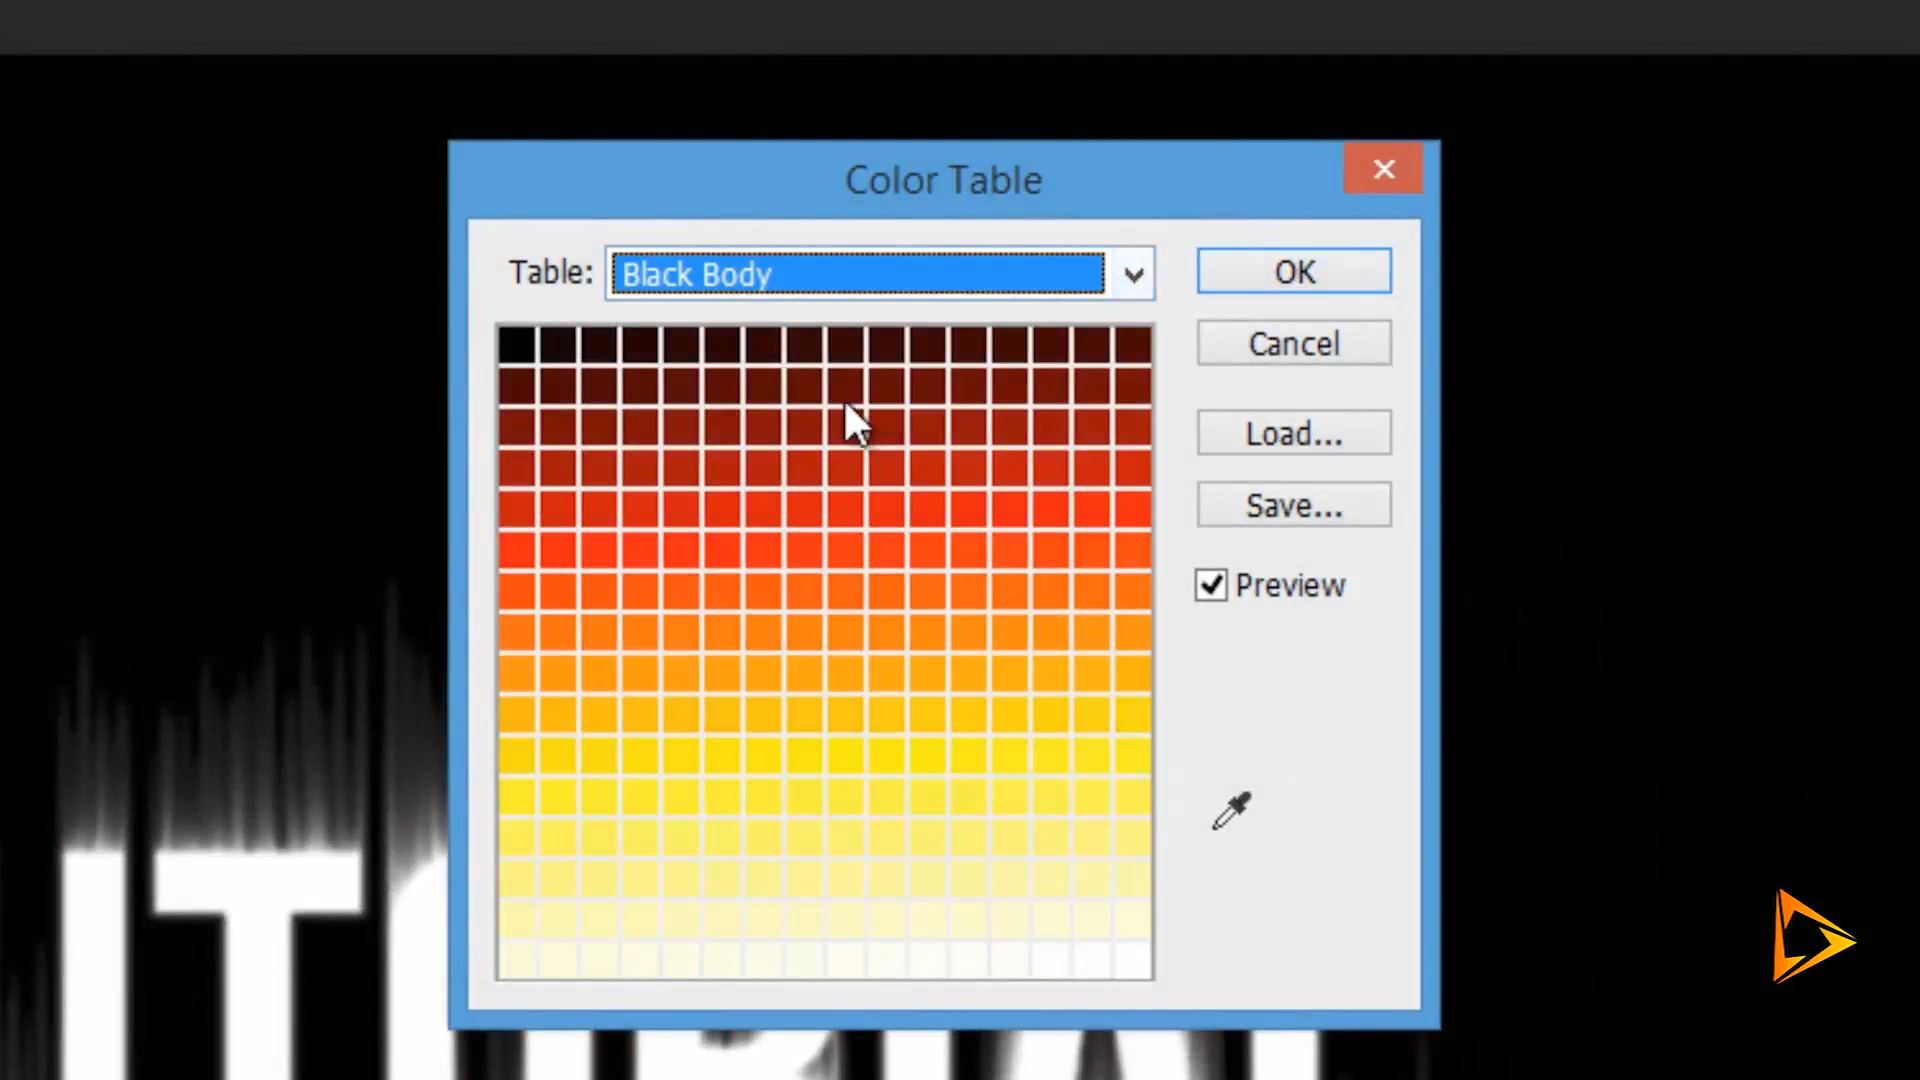 Color Table
Table: Black Body
OK
Cancel
Load...
Save...
Preview